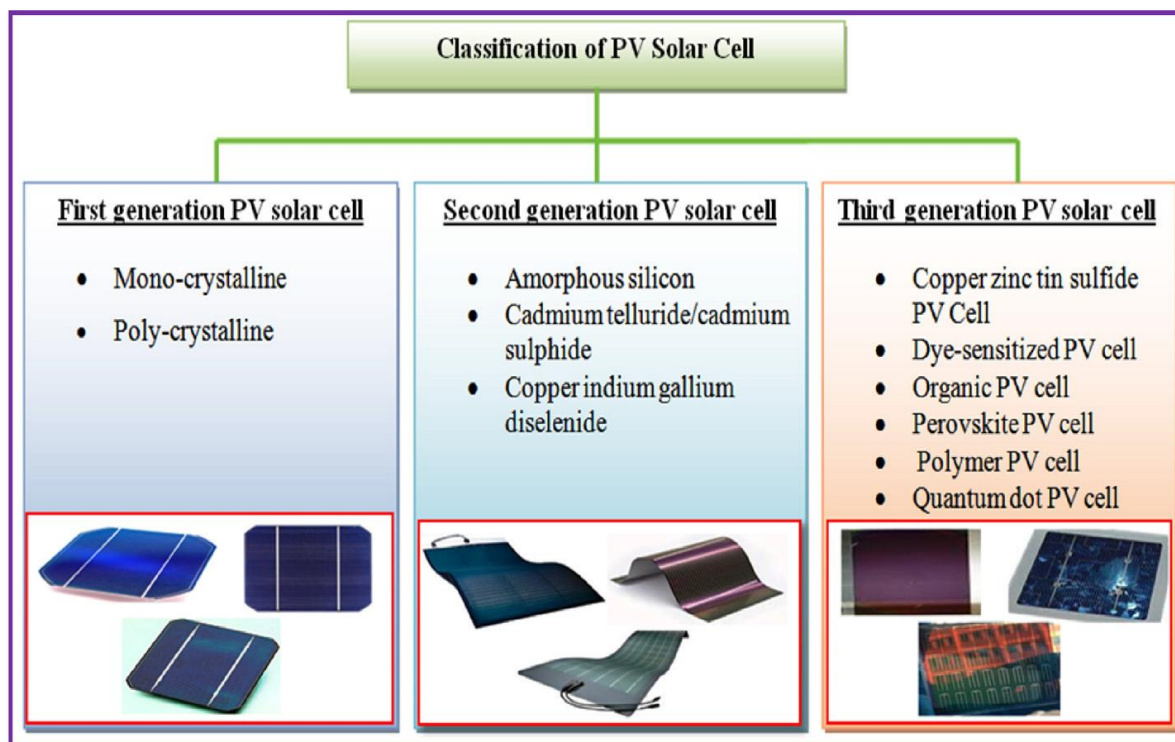 Classification of PV Solar Cell
First generation PV solar cell
• Mono-crystalline
• Poly-crystalline
Second generation PV solar cell
• Amorphous silicon
• Cadmium telluride/cadmium
sulphide
• Copper indium gallium
diselenide
Third generation PV solar cell
• Copper zinc tin sulfide
PV Cell
• Dye-sensitized PV cell
• Organic PV cell
• Perovskite PV cell
• Polymer PV cell
• Quantum dot PV cell